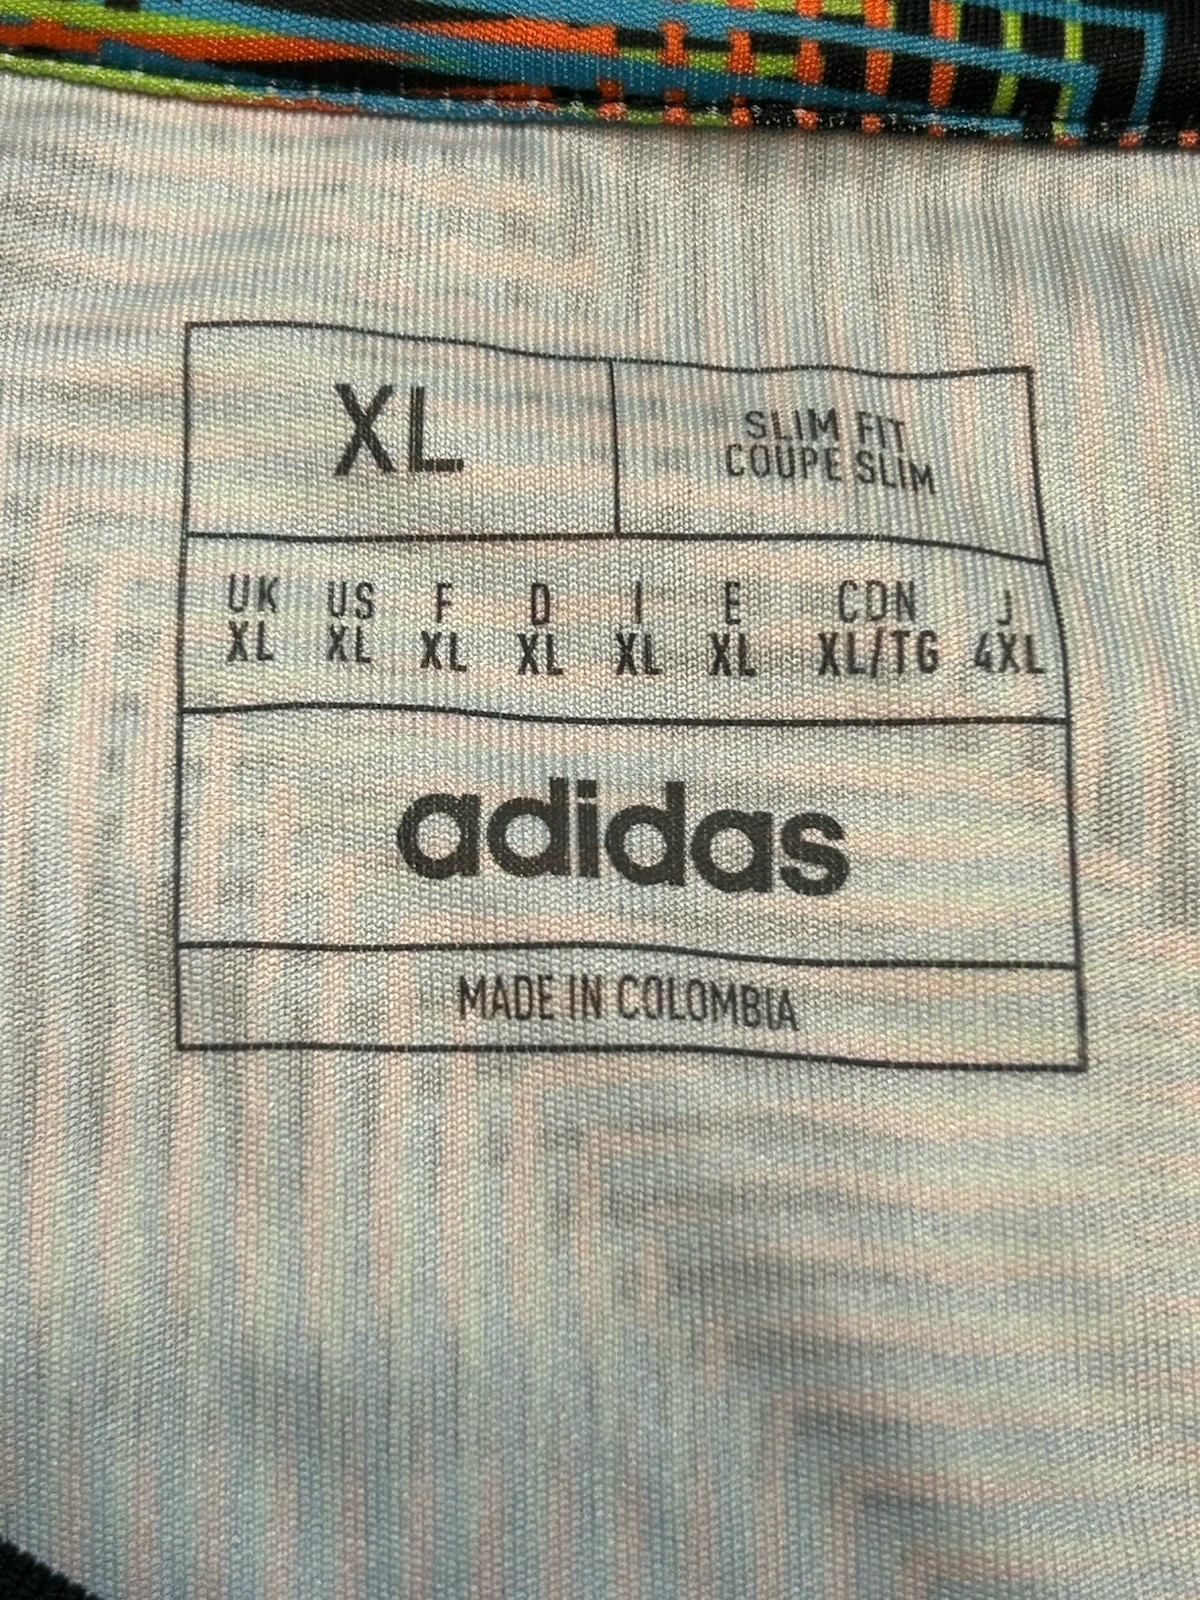 XL
SLIM FIT
COUPE SLIM
UK US F D I E CDN J
XL XL XL XL XL XL XL/TG 4XL
adidas
MADE IN COLOMBIA